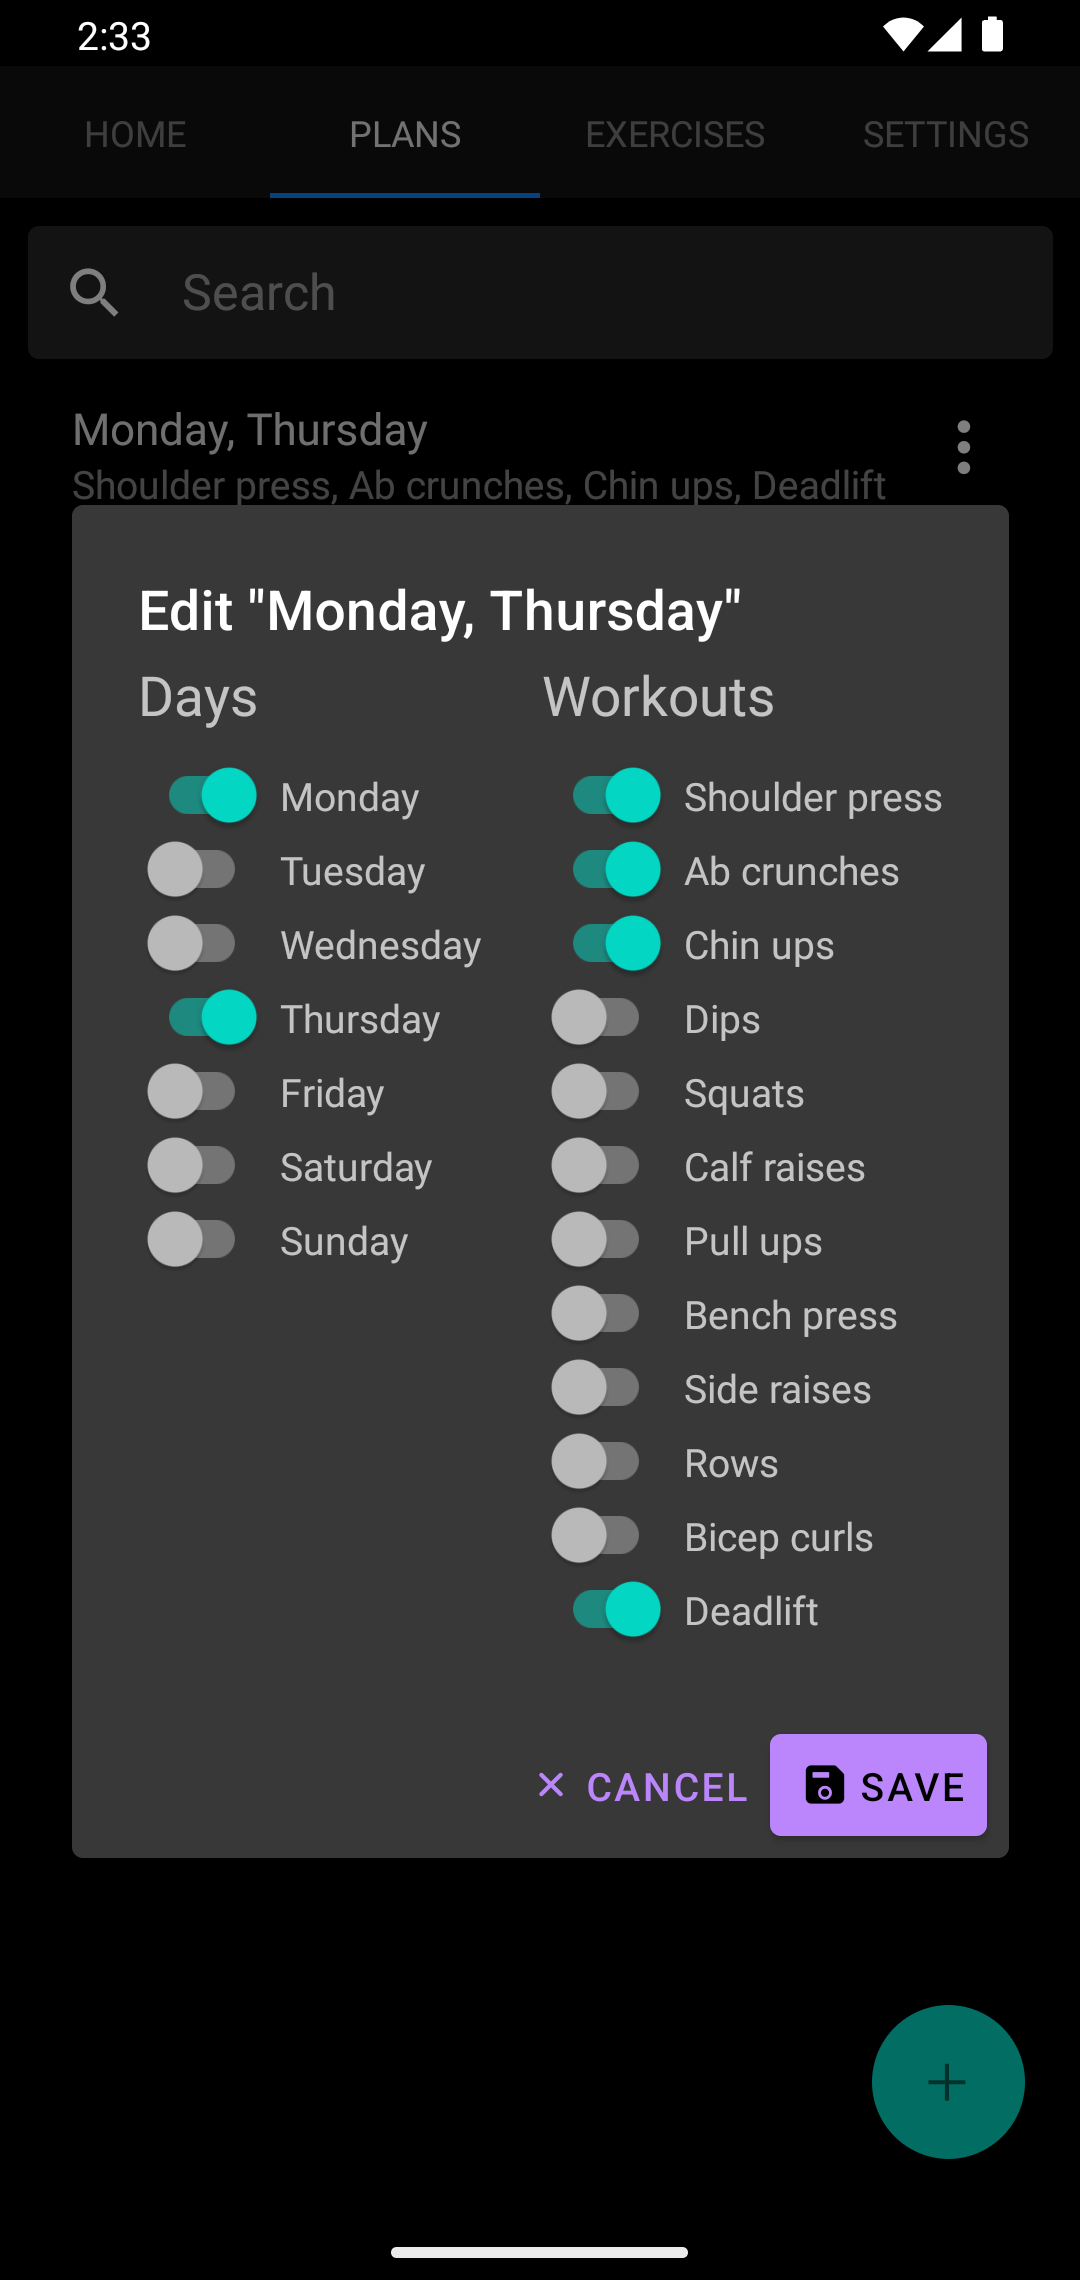 2:33
HOME PLANS EXERCISES SETTINGS
Search
Monday, Thursday
Shoulder press, Ab crunches, Chin ups, Deadlift
Edit "Monday, Thursday"
Days
Monday
Tuesday
Wednesday
Thursday
Friday
Saturday
Sunday
Workouts
Shoulder press
Ab crunches
Chin ups
Dips
Squats
Calf raises
Pull ups
Bench press
Side raises
Rows
Bicep curls
Deadlift
CANCEL SAVE